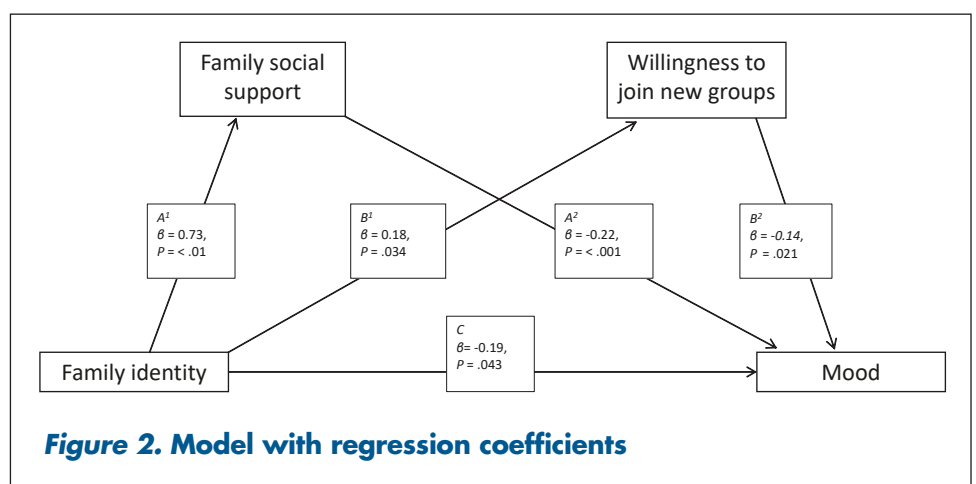 Family social
support
Willingness to
join new groups
A¹
β = 0.73,
P = < .01
B¹
β = 0.18,
P = .034
A²
β = -0.22,
P = < .001
B²
β = -0.14,
P = .021
C
β= -0.19,
P = .043
Family identity
Mood
Figure 2. Model with regression coefficients